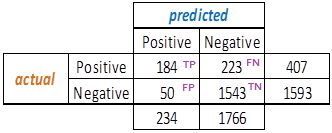 predicted
Positive Negative
actual Positive 184 TP 223 FN 407
Negative 50 FP 1543 TN 1593
234 1766